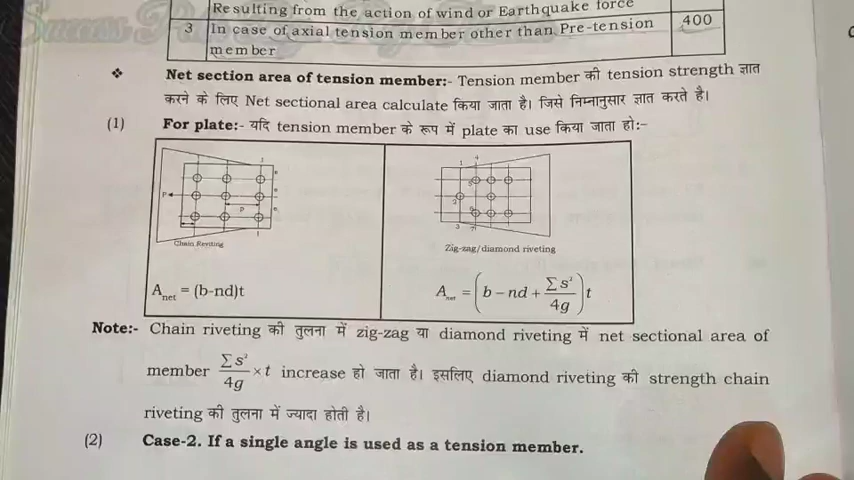 Resulting from the action of wind or Earthquake force
3 In case of axial tension member other than Pre-tension 400
member
❖ Net section area of tension member:- Tension member की tension strength ज्ञात
करने के लिए Net sectional area calculate किया जाता है। जिसे निम्नानुसार ज्ञात करते है।
(1) For plate:- यदि tension member के रूप में plate का use किया जाता हो:-
P
P
Chain Reviting
Zig-zag/diamond riveting
A_net = (b-nd)t
A_net = (b - nd + Σs²/4g) t
Note:- Chain riveting की तुलना में zig-zag या diamond riveting में net sectional area of
member Σs²/4g × t increase हो जाता है। इसलिए diamond riveting की strength chain
riveting की तुलना में ज्यादा होती है।
(2) Case-2. If a single angle is used as a tension member.